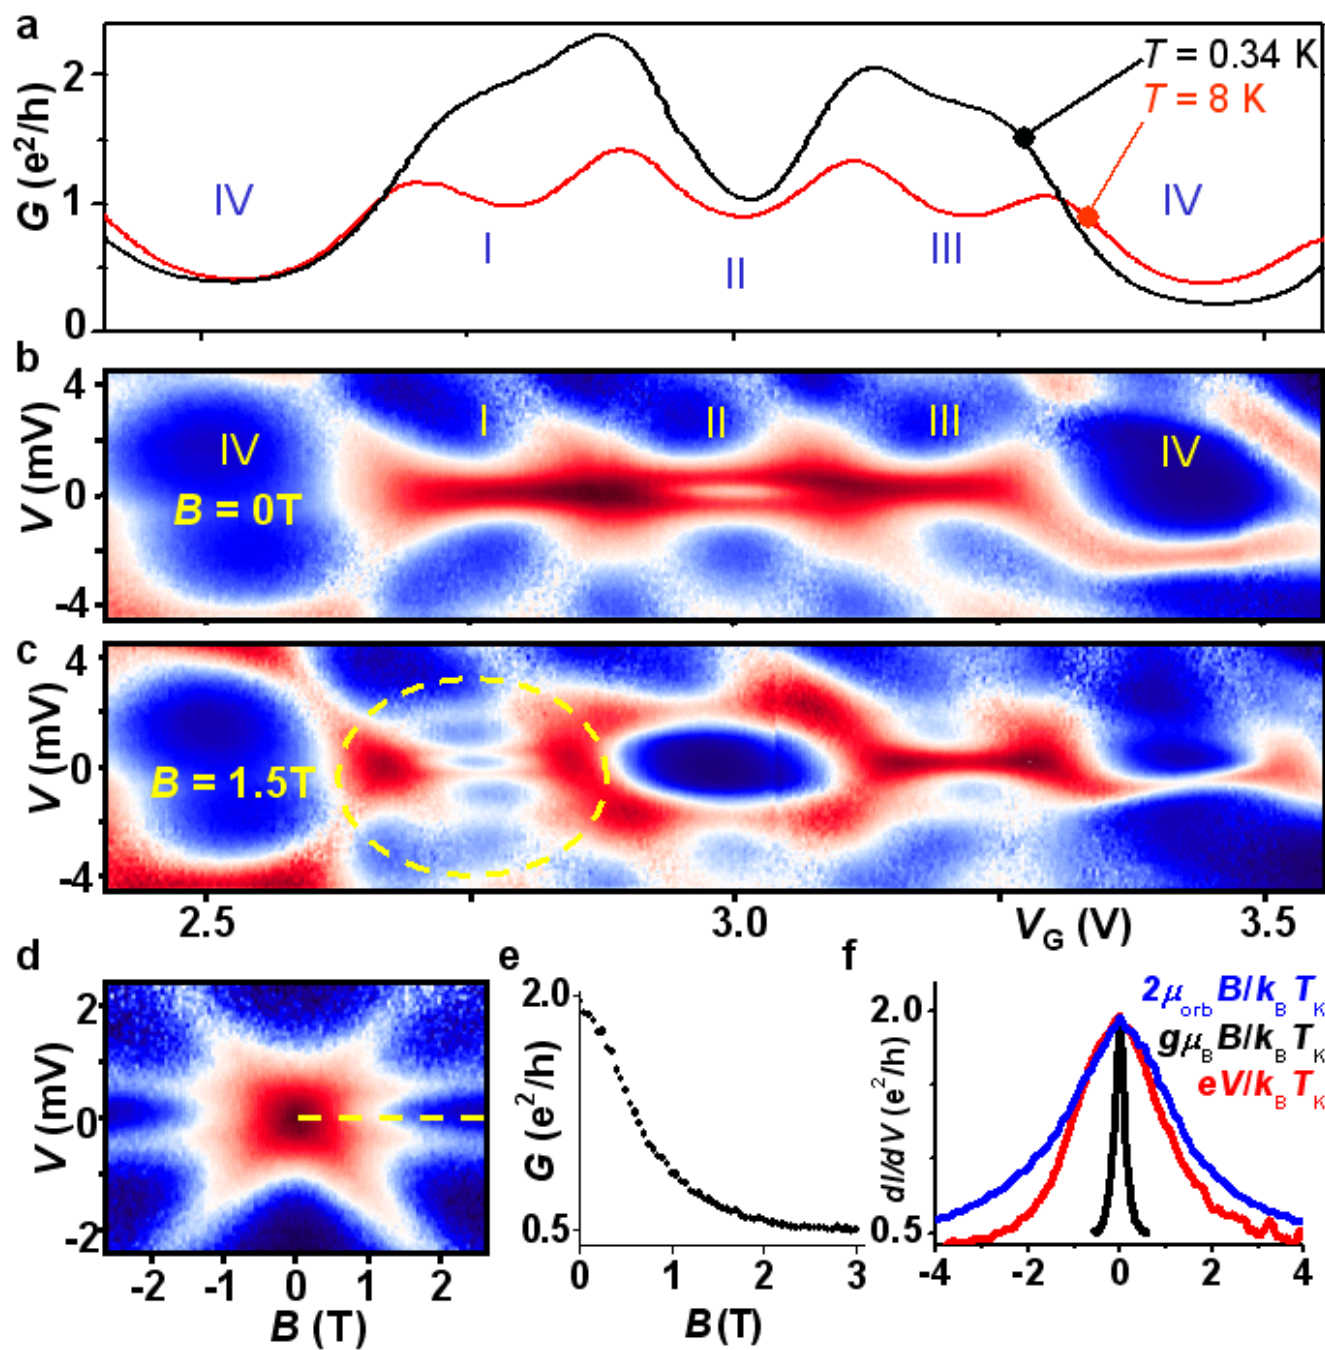 a
G (e²/h)
2
1
0
T = 0.34 K
T = 8 K
IV
I
II
III
IV
b
V (mV)
4
0
-4
I
II
III
IV
IV
B = 0T
c
V (mV)
4
0
-4
B = 1.5T
2.5
3.0
V_G (V)
3.5
d
V (mV)
2
0
-2
-2
-1
0
1
2
B (T)
e
G (e²/h)
2.0
0.5
0
1
2
3
B(T)
f
dI/dV (e²/h)
2.0
0.5
2μ_orb B/k_B T_K
gμ_B B/k_B T_K
eV/k_B T_K
-4
-2
0
2
4